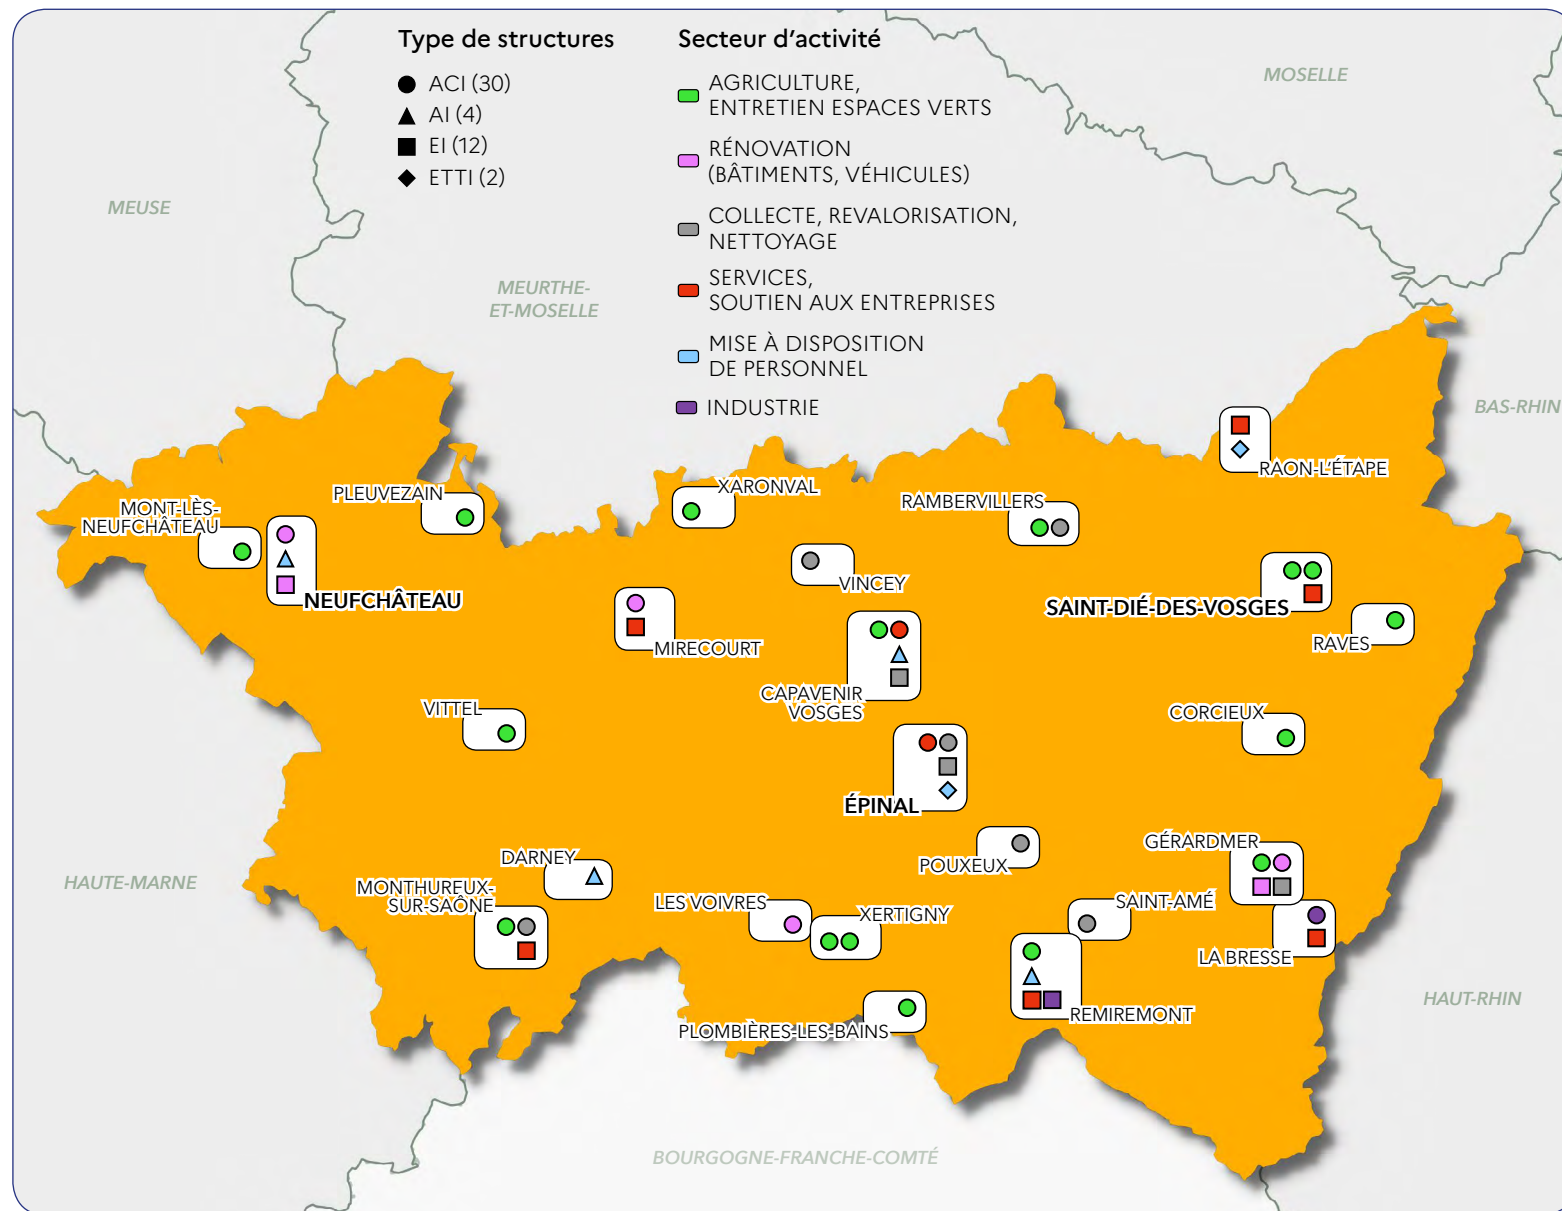 Type de structures
ACI (30)
AI (4)
EI (12)
ETTI (2)
Secteur d'activité
AGRICULTURE,
ENTRETIEN ESPACES VERTS
RÉNOVATION
(BÂTIMENTS, VÉHICULES)
COLLECTE, REVALORISATION,
NETTOYAGE
SERVICES,
SOUTIEN AUX ENTREPRISES
MISE À DISPOSITION
DE PERSONNEL
INDUSTRIE
MOSELLE
MEUSE
MEURTHE-
ET-MOSELLE
BAS-RHIN
RAON-L'ÉTAPE
PLEUVEZAIN
XARONVAL
RAMBERVILLERS
MONT-LÈS-
NEUFCHÂTEAU
VINCEY
NEUFCHÂTEAU
SAINT-DIÉ-DES-VOSGES
RAVES
MIRECOURT
CAPAVENIR
VOSGES
VITTEL
CORCIEUX
ÉPINAL
GÉRARDMER
DARNEY
POUXEUX
HAUTE-MARNE
MONTHUREUX-
SUR-SAÔNE
LES VOIVRES
XERTIGNY
SAINT-AMÉ
LA BRESSE
HAUT-RHIN
REMIREMONT
PLOMBIÈRES-LES-BAINS
BOURGOGNE-FRANCHE-COMTÉ